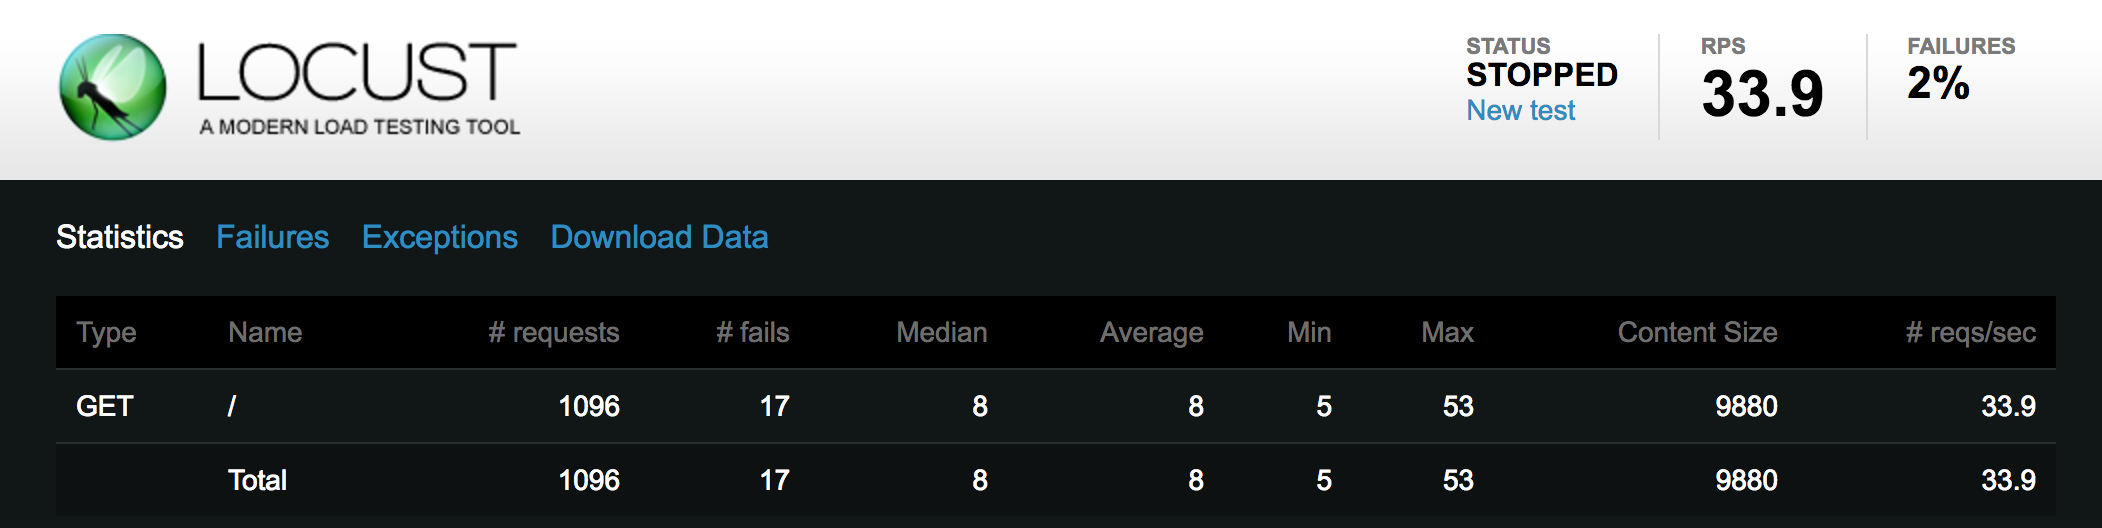 LOCUST
A MODERN LOAD TESTING TOOL
STATUS
STOPPED
New test
RPS
33.9
FAILURES
2%
Statistics Failures Exceptions Download Data
Type Name # requests # fails Median Average Min Max Content Size # reqs/sec
GET / 1096 17 8 8 5 53 9880 33.9
Total 1096 17 8 8 5 53 9880 33.9